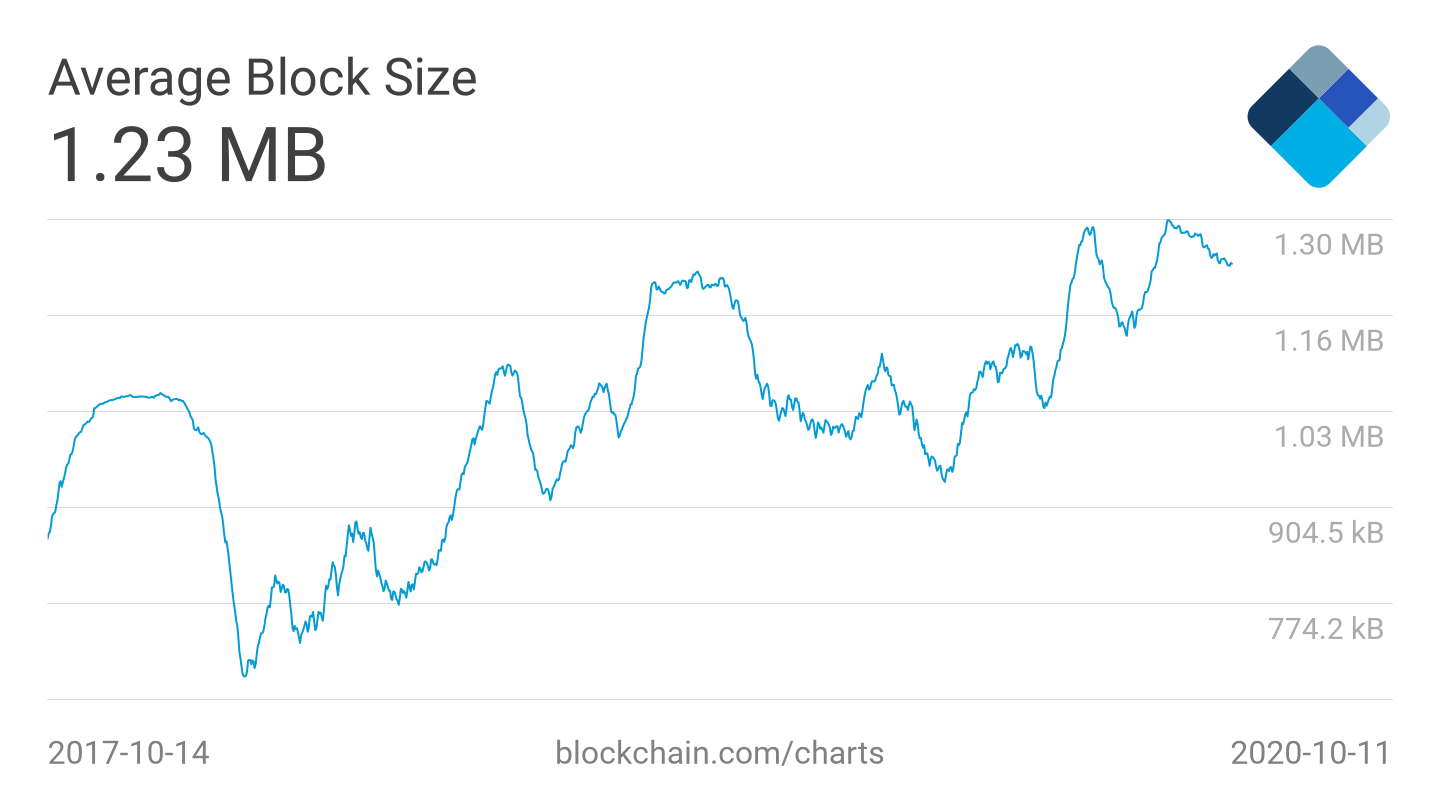 Average Block Size
1.23 MB
1.30 MB
1.16 MB
1.03 MB
904.5 kB
774.2 kB
2017-10-14
blockchain.com/charts
2020-10-11